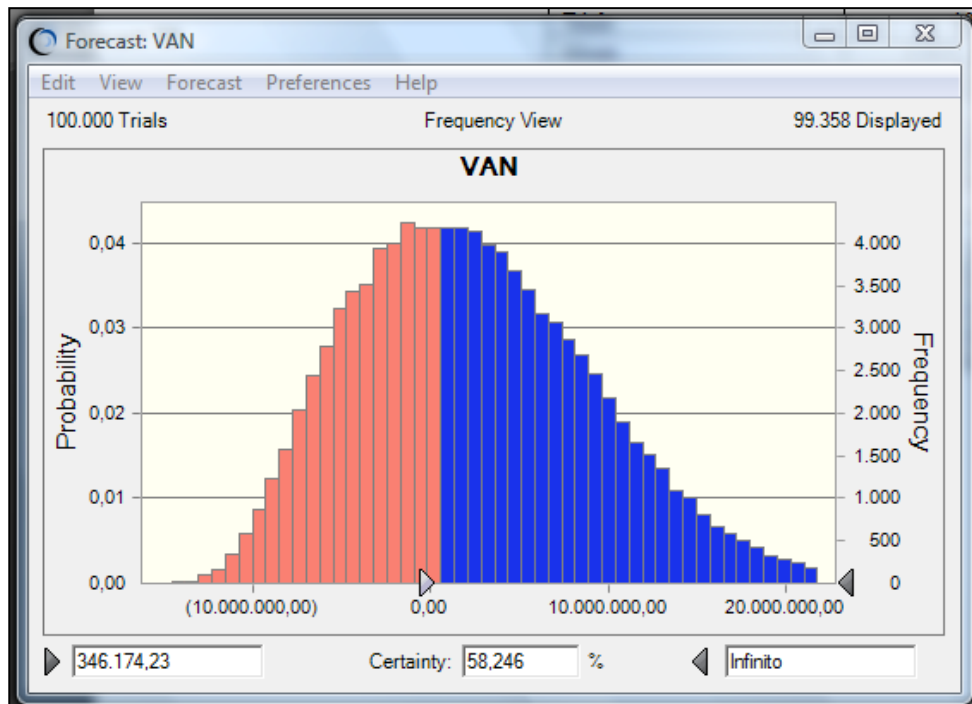 Forecast: VAN
Edit View Forecast Preferences Help
100.000 Trials Frequency View 99.358 Displayed
VAN
Probability
0,04
0,03
0,02
0,01
0,00
4.000
3.500
3.000
2.500
2.000
1.500
1.000
500
0
Frequency
(10.000.000,00) 0,00 10.000.000,00 20.000.000,00
346.174,23 Certainty: 58,246 % Infinito